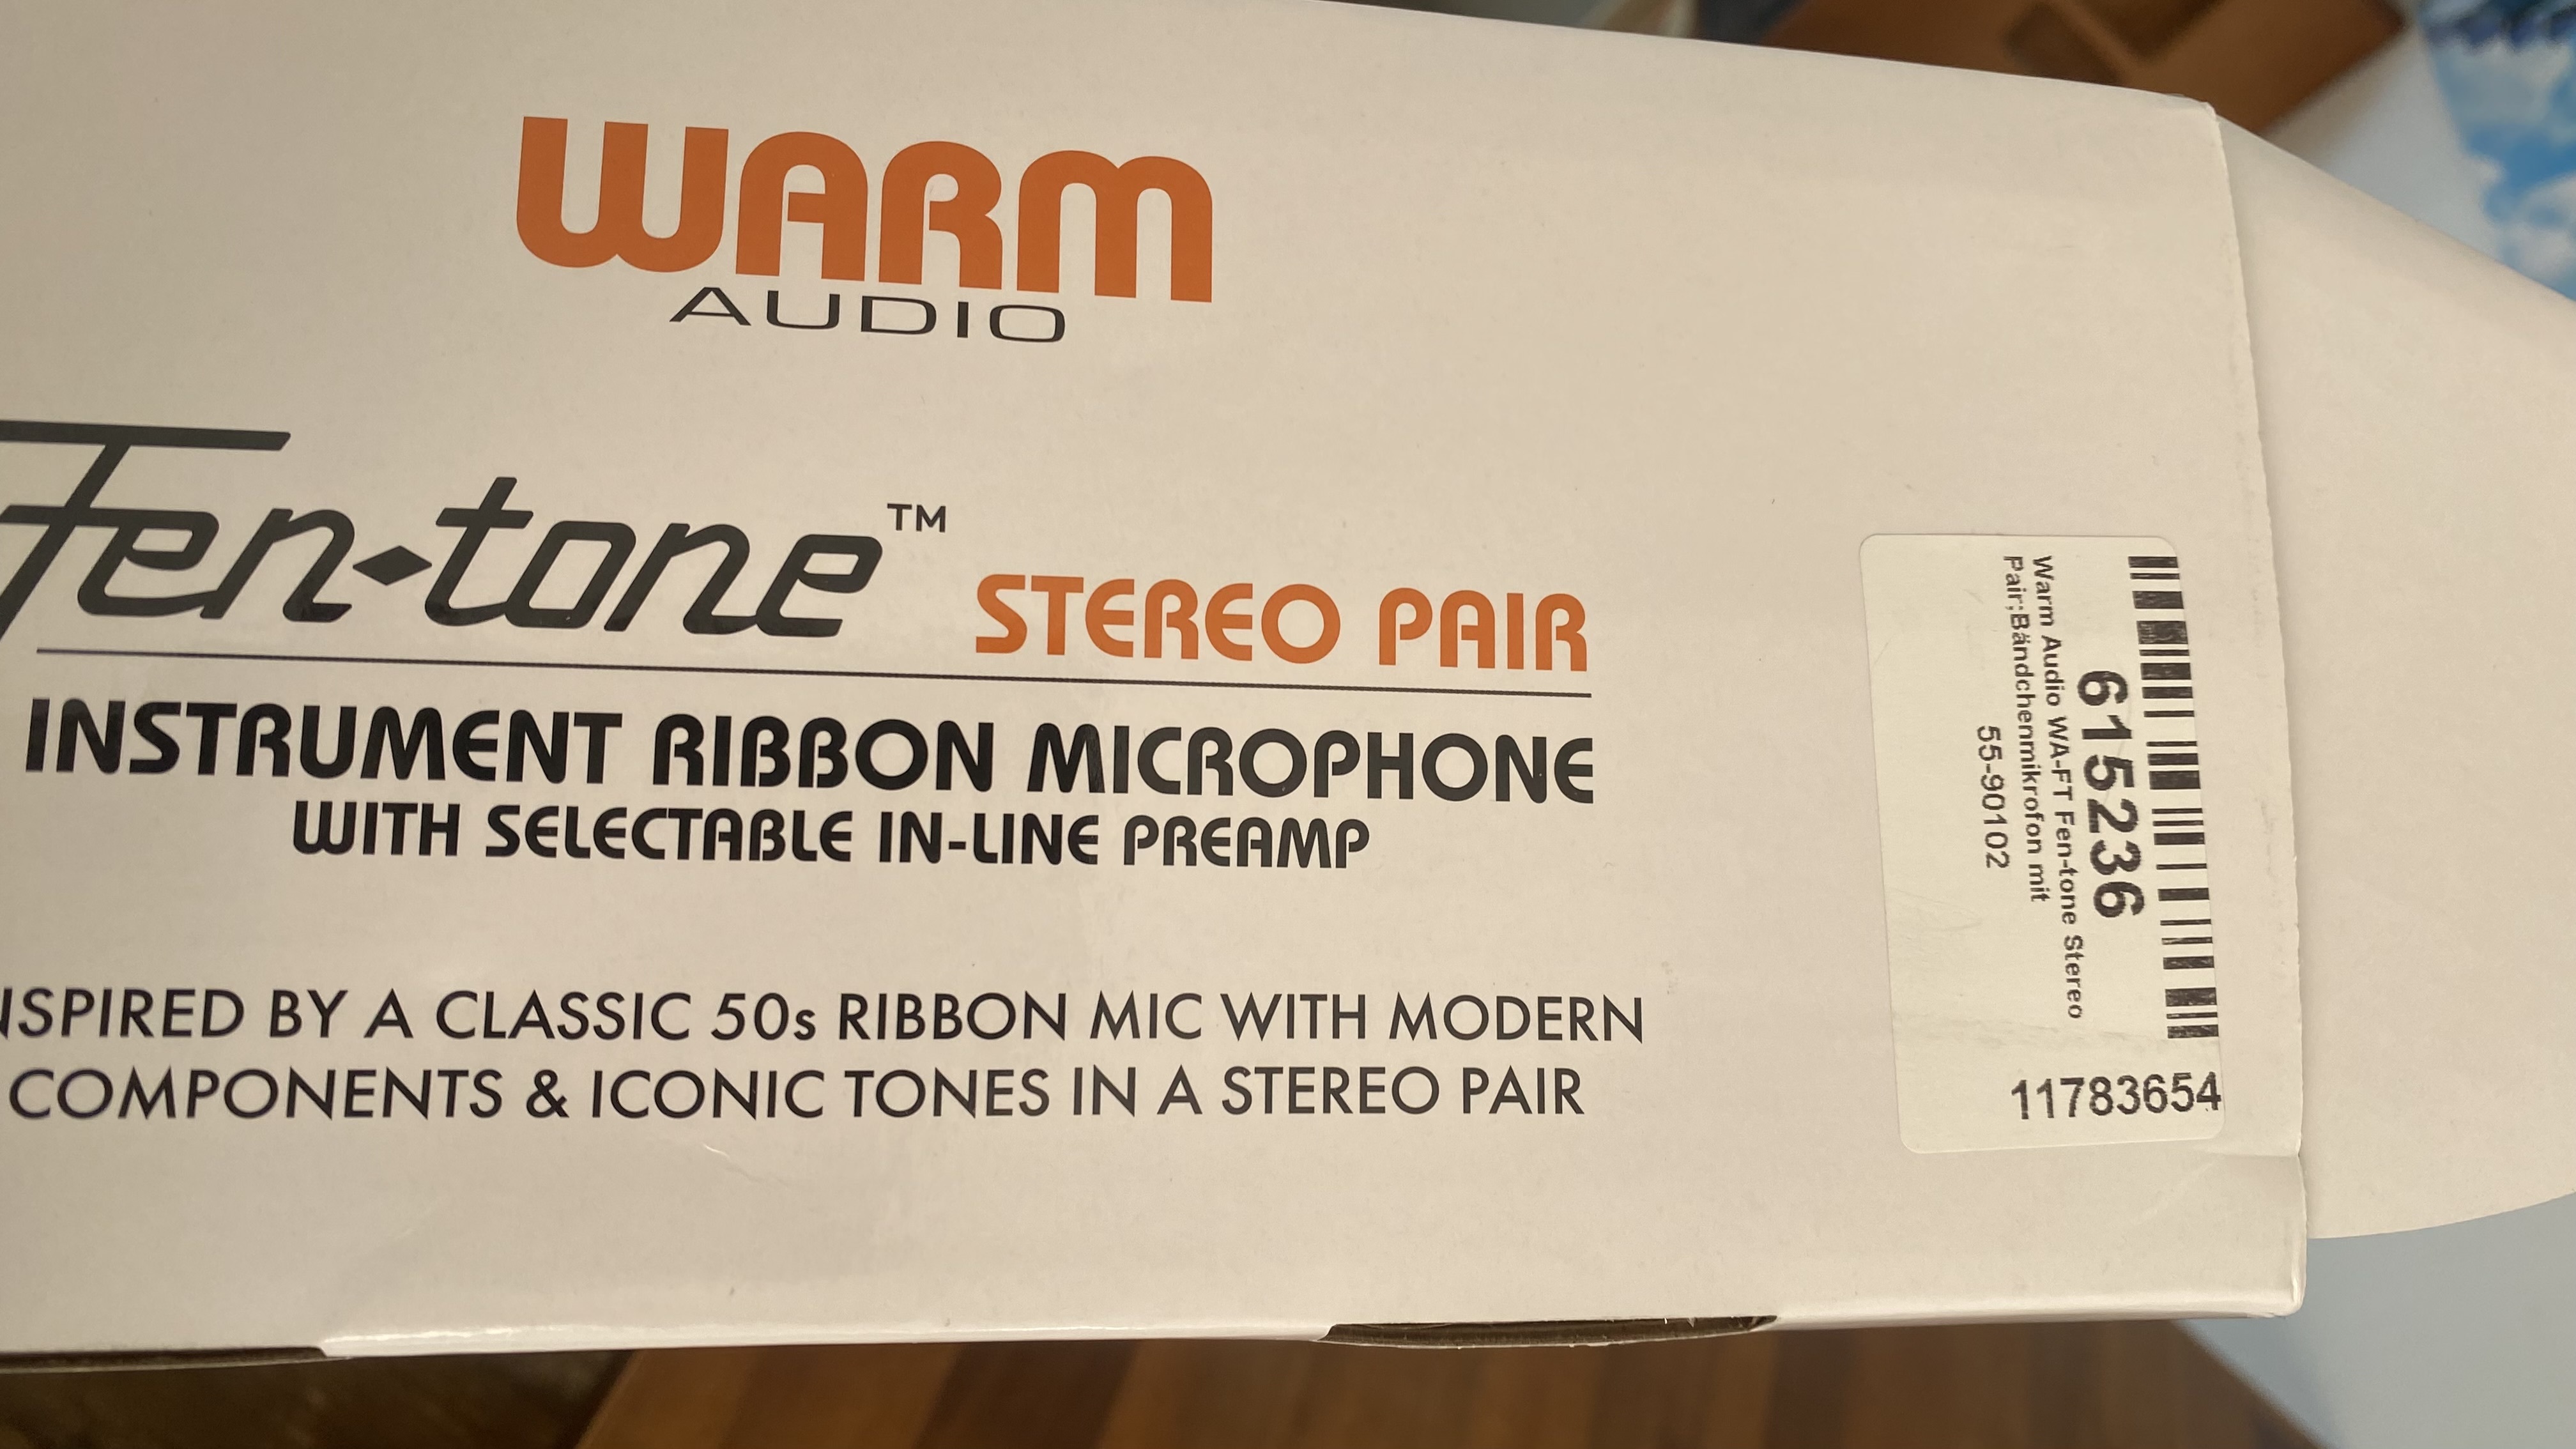 WARM
AUDIO
Fen-tone™ STEREO PAIR
INSTRUMENT RIBBON MICROPHONE
WITH SELECTABLE IN-LINE PREAMP
NSPIRED BY A CLASSIC 50s RIBBON MIC WITH MODERN
COMPONENTS & ICONIC TONES IN A STEREO PAIR
615236
Warm Audio WA-FT Fen-tone Stereo
Pair;Bändchenmikrofon mit
55-90102
11783654